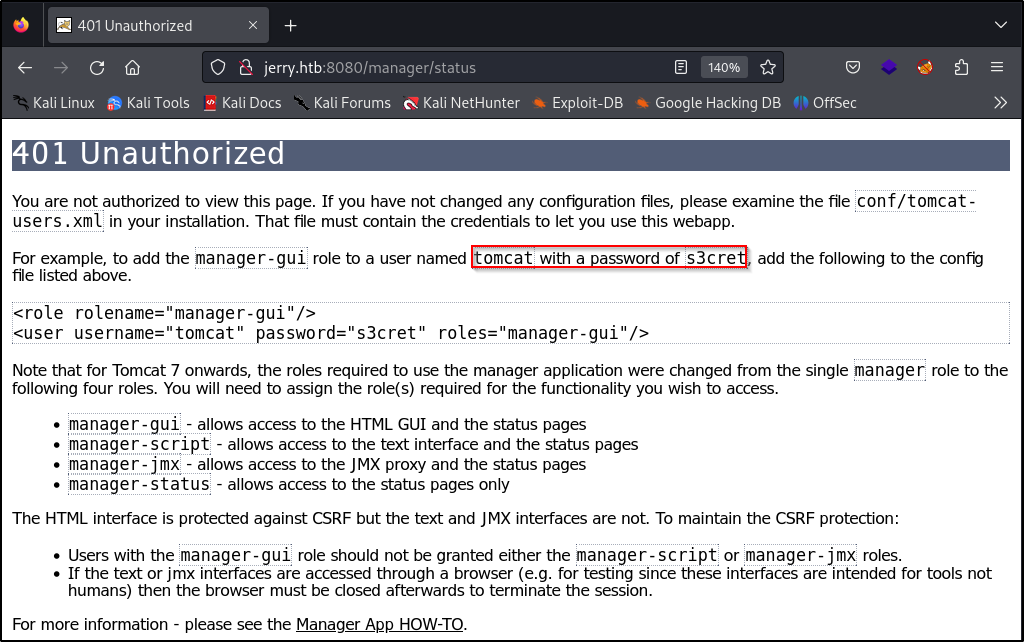 401 Unauthorized
jerry.htb:8080/manager/status
140%
Kali Linux Kali Tools Kali Docs Kali Forums Kali NetHunter Exploit-DB Google Hacking DB OffSec
401 Unauthorized
You are not authorized to view this page. If you have not changed any configuration files, please examine the file conf/tomcat-
users.xml in your installation. That file must contain the credentials to let you use this webapp.
For example, to add the manager-gui role to a user named tomcat with a password of s3cret, add the following to the config
file listed above.
<role rolename="manager-gui"/>
<user username="tomcat" password="s3cret" roles="manager-gui"/>
Note that for Tomcat 7 onwards, the roles required to use the manager application were changed from the single manager role to the
following four roles. You will need to assign the role(s) required for the functionality you wish to access.
• manager-gui - allows access to the HTML GUI and the status pages
• manager-script - allows access to the text interface and the status pages
• manager-jmx - allows access to the JMX proxy and the status pages
• manager-status - allows access to the status pages only
The HTML interface is protected against CSRF but the text and JMX interfaces are not. To maintain the CSRF protection:
• Users with the manager-gui role should not be granted either the manager-script or manager-jmx roles.
• If the text or jmx interfaces are accessed through a browser (e.g. for testing since these interfaces are intended for tools not
humans) then the browser must be closed afterwards to terminate the session.
For more information - please see the Manager App HOW-TO.